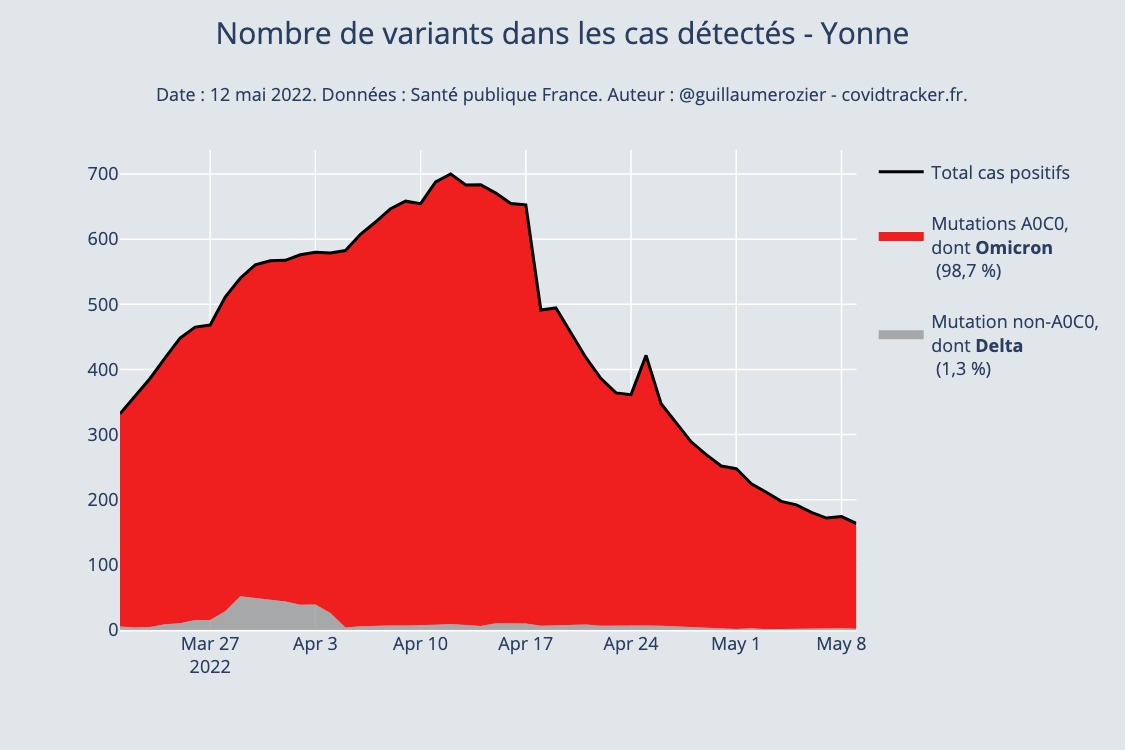 Nombre de variants dans les cas détectés - Yonne
Date : 12 mai 2022. Données : Santé publique France. Auteur : @guillaumerozier - covidtracker.fr.
700
600
500
400
300
200
100
0
Mar 27
2022
Apr 3
Apr 10
Apr 17
Apr 24
May 1
May 8
Total cas positifs
Mutations A0C0,
dont Omicron
(98,7 %)
Mutation non-A0C0,
dont Delta
(1,3 %)